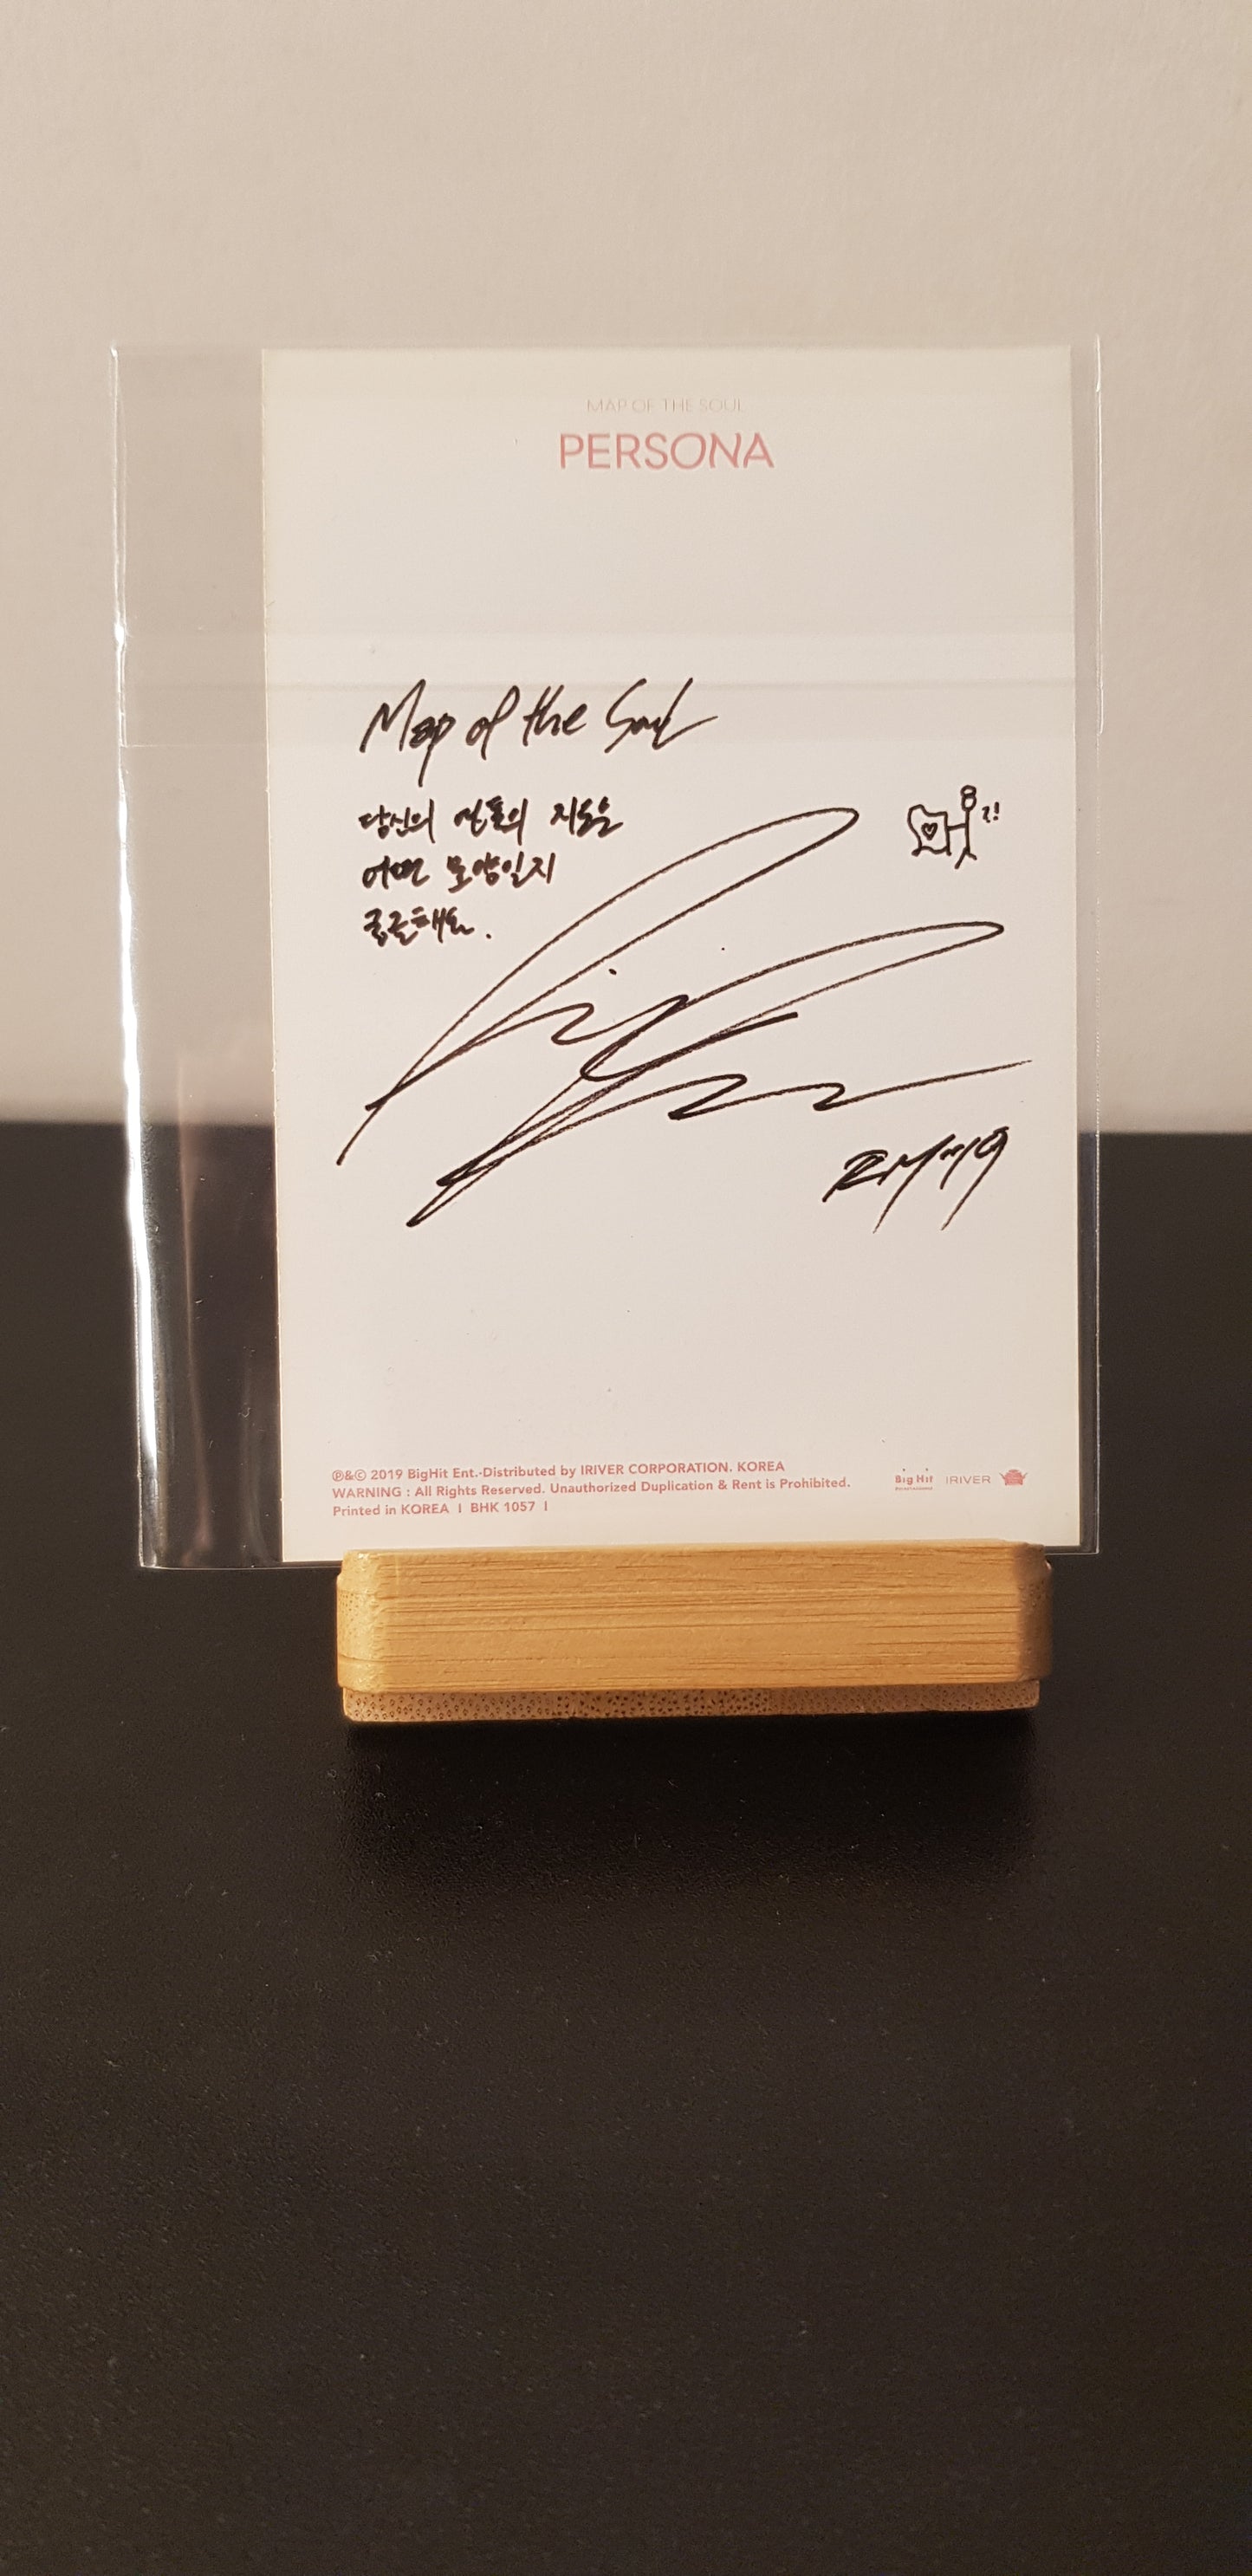 MAP OF THE SOUL
PERSONA
Map of the Soul
당신의 영혼의 지도은
어떤 모양일지
궁금해요.
?!
RM '19
℗&© 2019 BigHit Ent.·Distributed by IRIVER CORPORATION. KOREA
WARNING : All Rights Reserved. Unauthorized Duplication & Rent is Prohibited.
Printed in KOREA I BHK 1057 I
Big Hit
IRIVER